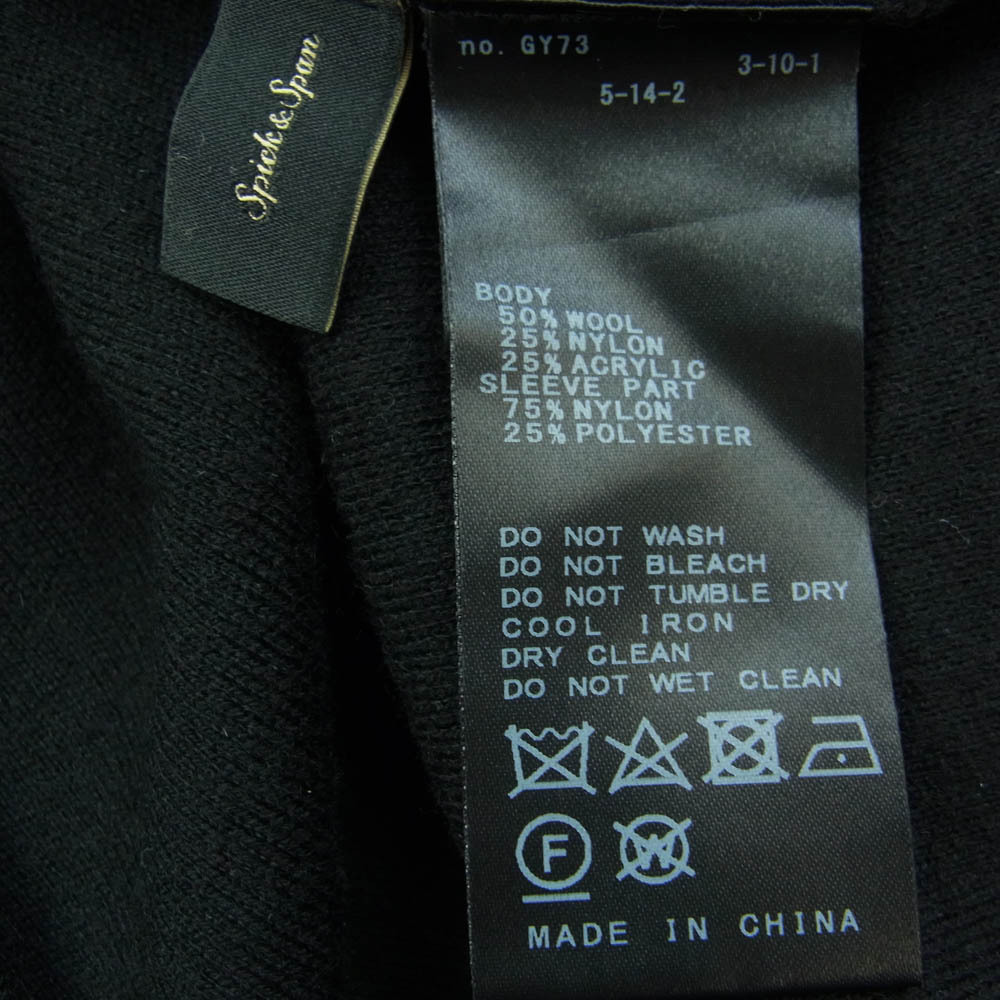 Spick&Span
no. GY73
3-10-1
5-14-2
BODY
50% WOOL
25% NYLON
25% ACRYLIC
SLEEVE PART
75% NYLON
25% POLYESTER
DO NOT WASH
DO NOT BLEACH
DO NOT TUMBLE DRY
COOL IRON
DRY CLEAN
DO NOT WET CLEAN
F W
MADE IN CHINA